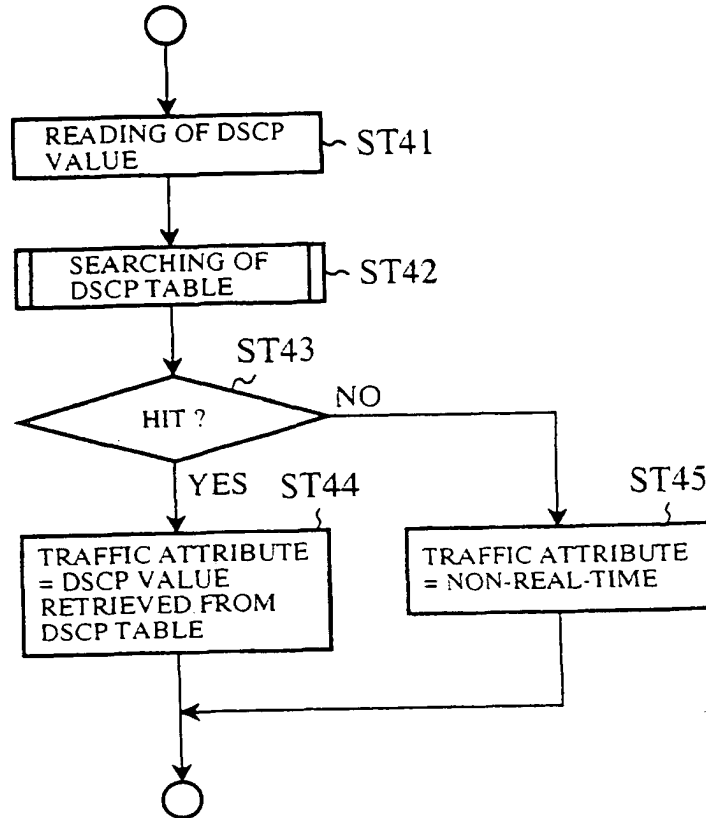 READING OF DSCP
VALUE
ST41
SEARCHING OF
DSCP TABLE
ST42
ST43
HIT ?
NO
YES
ST44
TRAFFIC ATTRIBUTE
= DSCP VALUE
RETRIEVED FROM
DSCP TABLE
ST45
TRAFFIC ATTRIBUTE
= NON-REAL-TIME